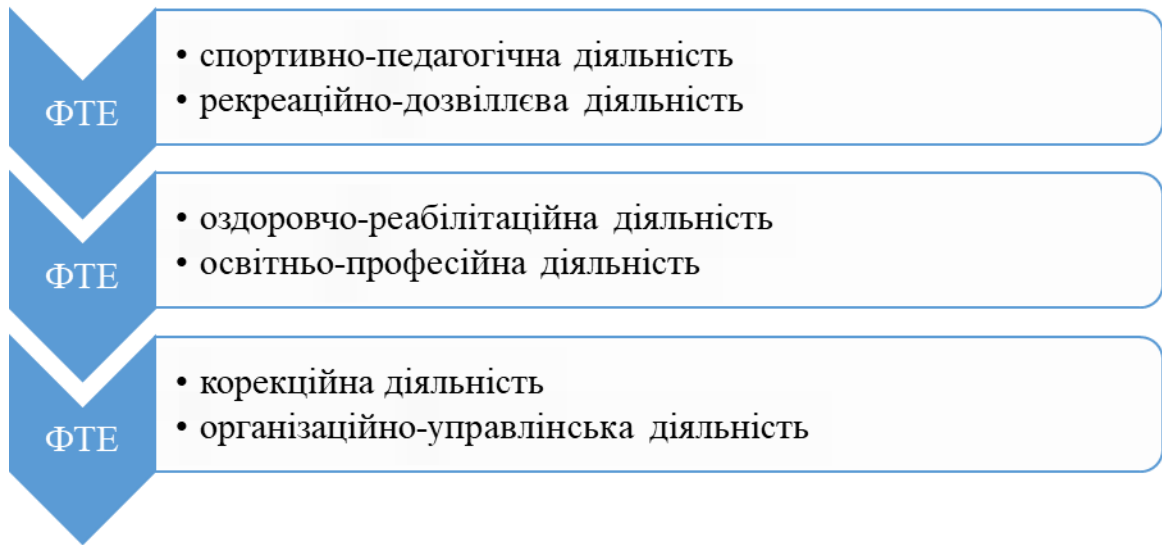 ФТЕ
• спортивно-педагогічна діяльність
• рекреаційно-дозвіллєва діяльність
ФТЕ
• оздоровчо-реабілітаційна діяльність
• освітньо-професійна діяльність
ФТЕ
• корекційна діяльність
• організаційно-управлінська діяльність